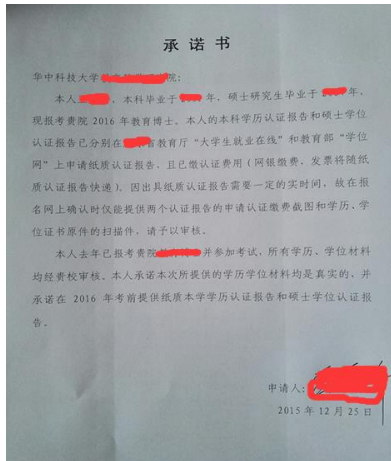 承诺书
华中科技大学 院:
本人 ，本科毕业于 年，硕士研究生毕业于 年，
现报考贵院 2016 年教育博士。本人的本科学历认证报告和硕士学位
认证报告已分别在 省教育厅“大学生就业在线”和教育部“学位
网”上申请纸质认证报告，且已缴认证费用（网银缴费，发票将随纸
质认证报告快递）。因出具纸质认证报告需要一定的实时间，故在报
名网上确认时仅能提供两个认证报告的申请认证缴费截图和学历、学
位证书原件的扫描件，请予以审核。
本人去年已报考贵院 并参加考试，所有学历、学位材料
均经贵校审核。本人承诺本次所提供的学历学位材料均是真实的，并
承诺在 2016 年考前提供纸质本学学历认证报告和硕士学位认证报
告。
申请人:
2015 年 12 月 25 日